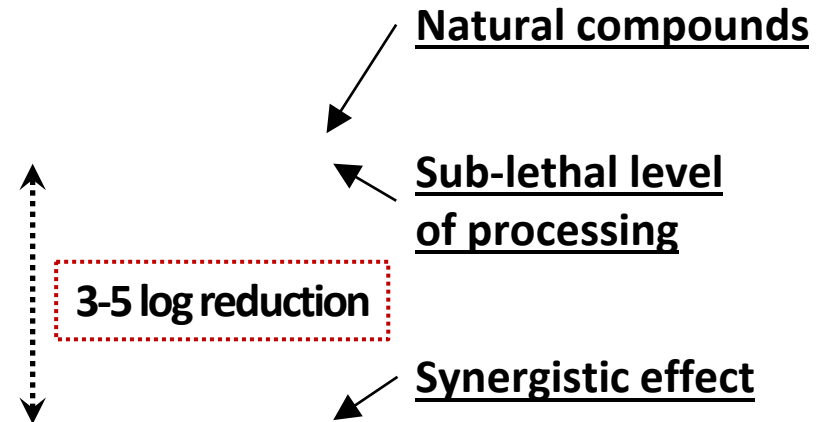 Natural compounds
Sub-lethal level
of processing
3-5 log reduction
Synergistic effect